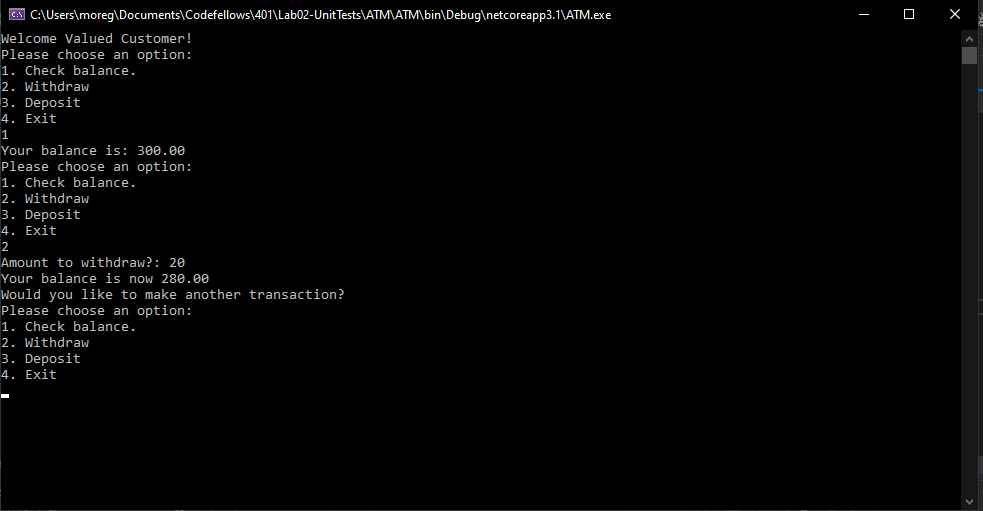 C:\Users\moreg\Documents\Codefellows\401\Lab02-UnitTests\ATM\ATM\bin\Debug\netcoreapp3.1\ATM.exe
Welcome Valued Customer!
Please choose an option:
1. Check balance.
2. Withdraw
3. Deposit
4. Exit
1
Your balance is: 300.00
Please choose an option:
1. Check balance.
2. Withdraw
3. Deposit
4. Exit
2
Amount to withdraw?: 20
Your balance is now 280.00
Would you like to make another transaction?
Please choose an option:
1. Check balance.
2. Withdraw
3. Deposit
4. Exit